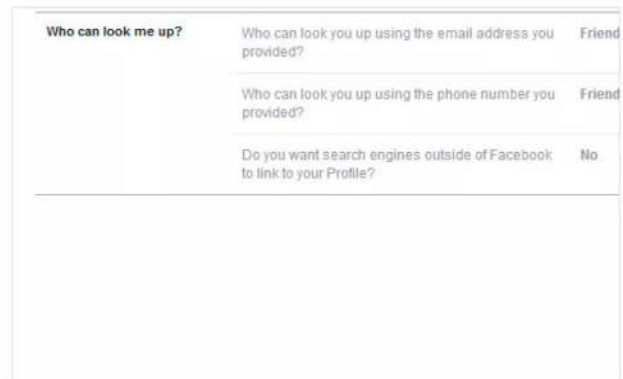 Who can look me up?
Who can look you up using the email address you
provided?
Friend
Who can look you up using the phone number you
provided?
Friend
Do you want search engines outside of Facebook
to link to your Profile?
No